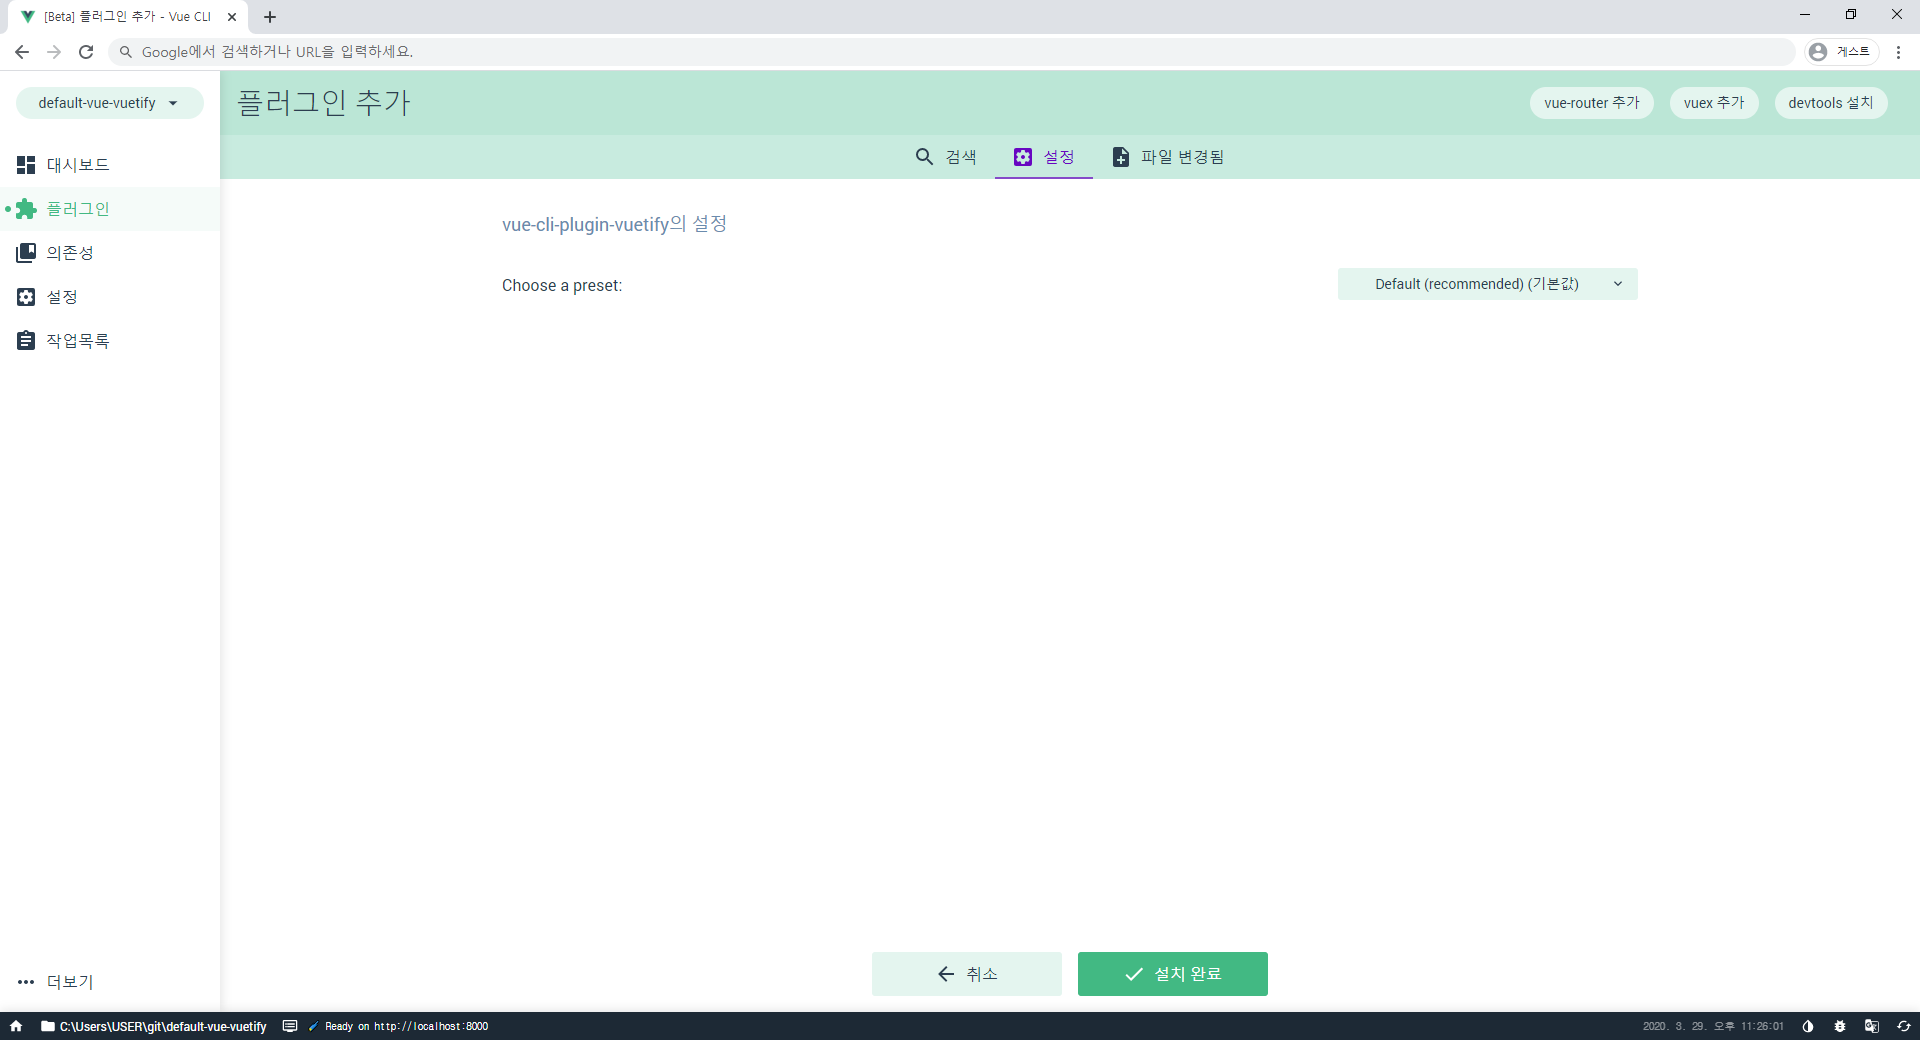 [Beta] 플러그인 추가 - Vue CLI
Google에서 검색하거나 URL을 입력하세요.
게스트
default-vue-vuetify
플러그인 추가
vue-router 추가
vuex 추가
devtools 설치
검색
설정
파일 변경됨
대시보드
플러그인
의존성
설정
작업목록
vue-cli-plugin-vuetify의 설정
Choose a preset:
Default (recommended) (기본값)
취소
설치 완료
더보기
C:\Users\USER\git\default-vue-vuetify
Ready on http://localhost:8000
2020. 3. 29. 오후 11:26:01